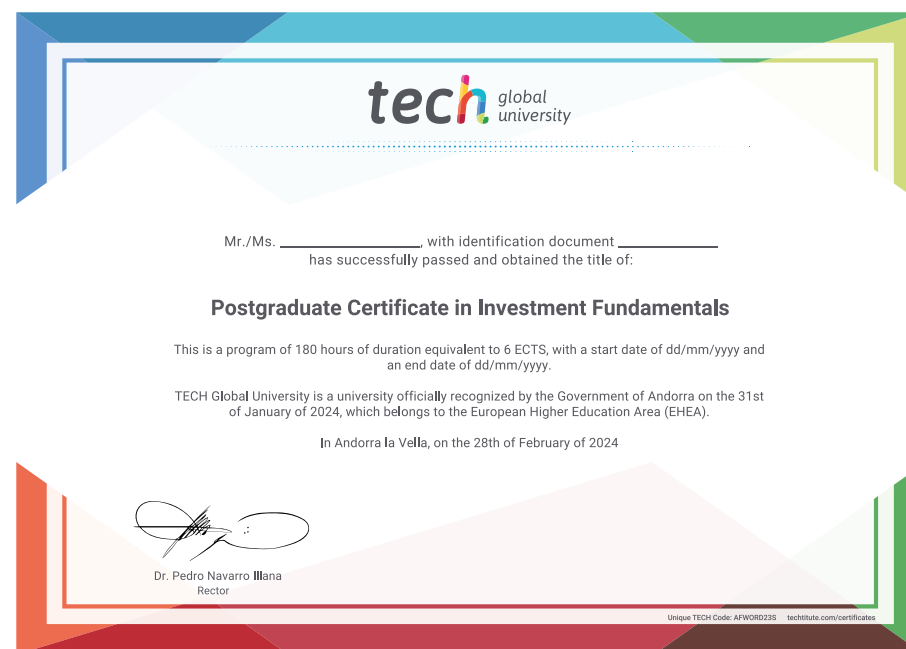 tech global
university
Mr./Ms. ____________________, with identification document ______________
has successfully passed and obtained the title of:
Postgraduate Certificate in Investment Fundamentals
This is a program of 180 hours of duration equivalent to 6 ECTS, with a start date of dd/mm/yyyy and
an end date of dd/mm/yyyy.
TECH Global University is a university officially recognized by the Government of Andorra on the 31st
of January of 2024, which belongs to the European Higher Education Area (EHEA).
In Andorra la Vella, on the 28th of February of 2024
Dr. Pedro Navarro Illana
Rector
Unique TECH Code: AFWORD23S techtitute.com/certificates